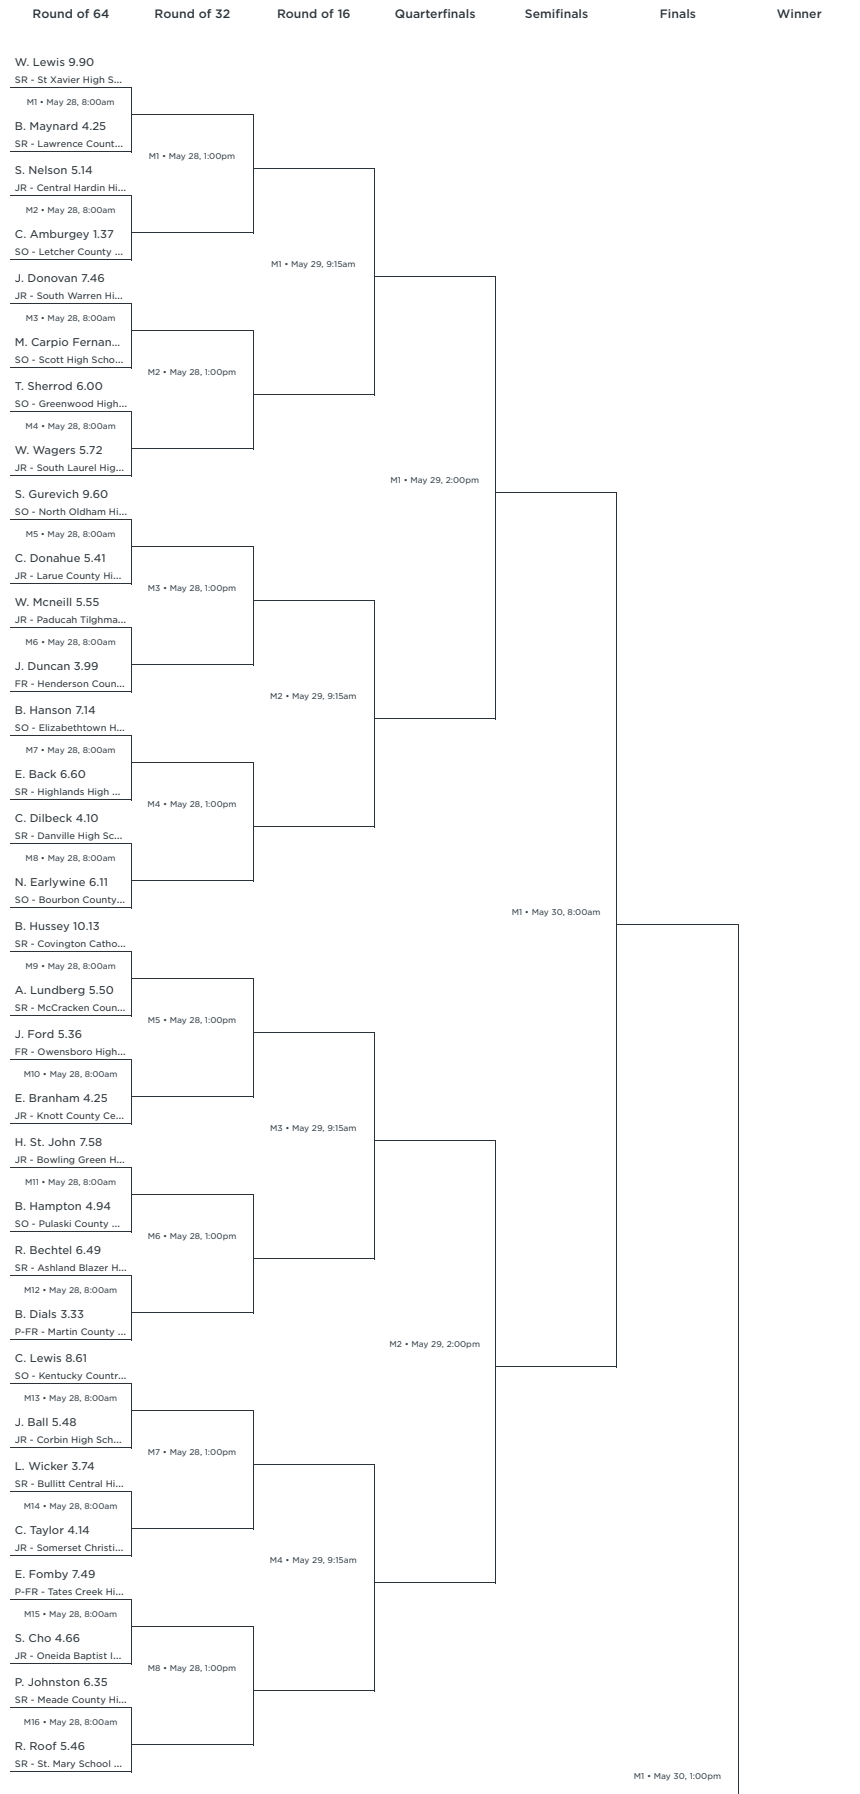 Round of 64 Round of 32 Round of 16 Quarterfinals Semifinals Finals Winner
W. Lewis 9.90
SR - St Xavier High S...
M1 • May 28, 8:00am
B. Maynard 4.25
SR - Lawrence Count...
M1 • May 28, 1:00pm
S. Nelson 5.14
JR - Central Hardin Hi...
M2 • May 28, 8:00am
C. Amburgey 1.37
SO - Letcher County ...
M1 • May 29, 9:15am
J. Donovan 7.46
JR - South Warren Hi...
M3 • May 28, 8:00am
M. Carpio Fernan...
SO - Scott High Scho...
M2 • May 28, 1:00pm
T. Sherrod 6.00
SO - Greenwood High...
M4 • May 28, 8:00am
W. Wagers 5.72
JR - South Laurel Hig...
M1 • May 29, 2:00pm
S. Gurevich 9.60
SO - North Oldham Hi...
M5 • May 28, 8:00am
C. Donahue 5.41
JR - Larue County Hi...
M3 • May 28, 1:00pm
W. Mcneill 5.55
JR - Paducah Tilghma...
M6 • May 28, 8:00am
J. Duncan 3.99
FR - Henderson Coun...
M2 • May 29, 9:15am
B. Hanson 7.14
SO - Elizabethtown H...
M7 • May 28, 8:00am
E. Back 6.60
SR - Highlands High ...
M4 • May 28, 1:00pm
C. Dilbeck 4.10
SR - Danville High Sc...
M8 • May 28, 8:00am
N. Earlywine 6.11
SO - Bourbon County...
M1 • May 30, 8:00am
B. Hussey 10.13
SR - Covington Catho...
M9 • May 28, 8:00am
A. Lundberg 5.50
SR - McCracken Coun...
M5 • May 28, 1:00pm
J. Ford 5.36
FR - Owensboro High...
M10 • May 28, 8:00am
E. Branham 4.25
JR - Knott County Ce...
M3 • May 29, 9:15am
H. St. John 7.58
JR - Bowling Green H...
M11 • May 28, 8:00am
B. Hampton 4.94
SO - Pulaski County ...
M6 • May 28, 1:00pm
R. Bechtel 6.49
SR - Ashland Blazer H...
M12 • May 28, 8:00am
B. Dials 3.33
P-FR - Martin County ...
M2 • May 29, 2:00pm
C. Lewis 8.61
SO - Kentucky Countr...
M13 • May 28, 8:00am
J. Ball 5.48
JR - Corbin High Sch...
M7 • May 28, 1:00pm
L. Wicker 3.74
SR - Bullitt Central Hi...
M14 • May 28, 8:00am
C. Taylor 4.14
JR - Somerset Christi...
M4 • May 29, 9:15am
E. Fomby 7.49
P-FR - Tates Creek Hi...
M15 • May 28, 8:00am
S. Cho 4.66
JR - Oneida Baptist I...
M8 • May 28, 1:00pm
P. Johnston 6.35
SR - Meade County Hi...
M16 • May 28, 8:00am
R. Roof 5.46
SR - St. Mary School ...
M1 • May 30, 1:00pm